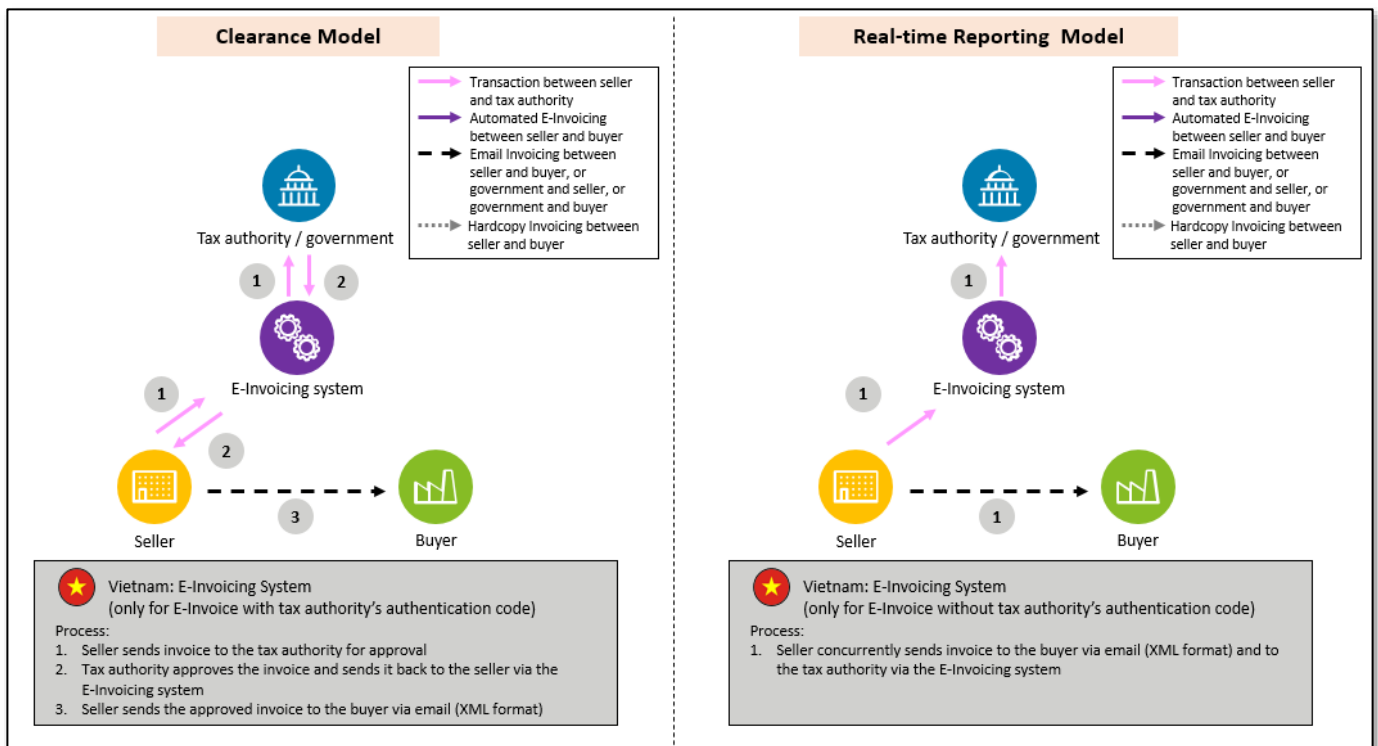 Clearance Model
Transaction between seller
and tax authority
Automated E-Invoicing
between seller and buyer
Email Invoicing between
seller and buyer, or
government and seller, or
government and buyer
Hardcopy Invoicing between
seller and buyer
Tax authority / government
1
2
E-Invoicing system
1
2
3
Seller
Buyer
Vietnam: E-Invoicing System
(only for E-Invoice with tax authority's authentication code)
Process:
1. Seller sends invoice to the tax authority for approval
2. Tax authority approves the invoice and sends it back to the seller via the
E-Invoicing system
3. Seller sends the approved invoice to the buyer via email (XML format)
Real-time Reporting Model
Transaction between seller
and tax authority
Automated E-Invoicing
between seller and buyer
Email Invoicing between
seller and buyer, or
government and seller, or
government and buyer
Hardcopy Invoicing between
seller and buyer
Tax authority / government
1
E-Invoicing system
1
1
Seller
Buyer
Vietnam: E-Invoicing System
(only for E-Invoice without tax authority's authentication code)
Process:
1. Seller concurrently sends invoice to the buyer via email (XML format) and to
the tax authority via the E-Invoicing system